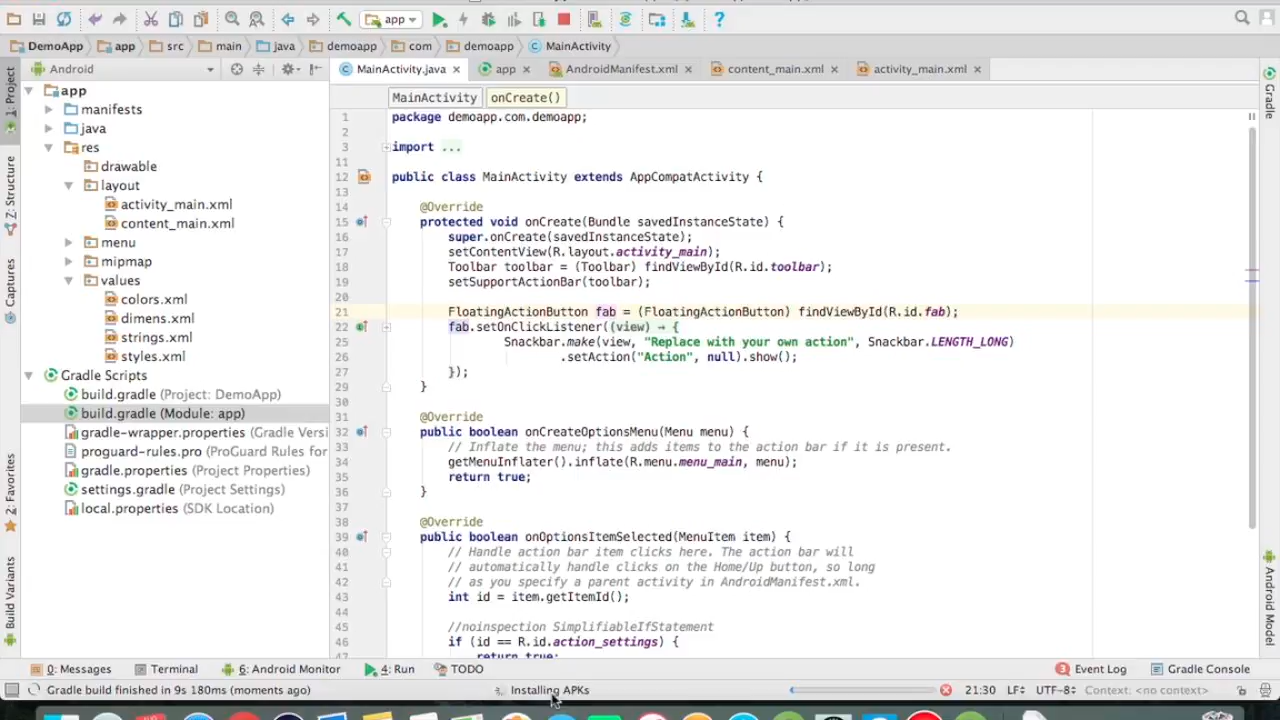 app
DemoApp app src main java demoapp com demoapp MainActivity
Android
MainActivity.java app AndroidManifest.xml content_main.xml activity_main.xml
1: Project
Z: Structure
Captures
2: Favorites
Build Variants
app
manifests
java
res
drawable
layout
activity_main.xml
content_main.xml
menu
mipmap
values
colors.xml
dimens.xml
strings.xml
styles.xml
Gradle Scripts
build.gradle (Project: DemoApp)
build.gradle (Module: app)
gradle-wrapper.properties (Gradle Versi
proguard-rules.pro (ProGuard Rules for
gradle.properties (Project Properties)
settings.gradle (Project Settings)
local.properties (SDK Location)
MainActivity onCreate()
1 package demoapp.com.demoapp;
2
3 import ...
11
12 public class MainActivity extends AppCompatActivity {
13
14 @Override
15 protected void onCreate(Bundle savedInstanceState) {
16 super.onCreate(savedInstanceState);
17 setContentView(R.layout.activity_main);
18 Toolbar toolbar = (Toolbar) findViewById(R.id.toolbar);
19 setSupportActionBar(toolbar);
20
21 FloatingActionButton fab = (FloatingActionButton) findViewById(R.id.fab);
22 fab.setOnClickListener((view) → {
25 Snackbar.make(view, "Replace with your own action", Snackbar.LENGTH_LONG)
26 .setAction("Action", null).show();
27 });
29 }
30
31 @Override
32 public boolean onCreateOptionsMenu(Menu menu) {
33 // Inflate the menu; this adds items to the action bar if it is present.
34 getMenuInflater().inflate(R.menu.menu_main, menu);
35 return true;
36 }
37
38 @Override
39 public boolean onOptionsItemSelected(MenuItem item) {
40 // Handle action bar item clicks here. The action bar will
41 // automatically handle clicks on the Home/Up button, so long
42 // as you specify a parent activity in AndroidManifest.xml.
43 int id = item.getItemId();
44
45 //noinspection SimplifiableIfStatement
46 if (id == R.id.action_settings) {
47 return true;
Gradle
Android Model
0: Messages Terminal 6: Android Monitor 4: Run TODO 3 Event Log Gradle Console
Gradle build finished in 9s 180ms (moments ago) Installing APKs 21:30 LF÷ UTF-8÷ Context: <no context>